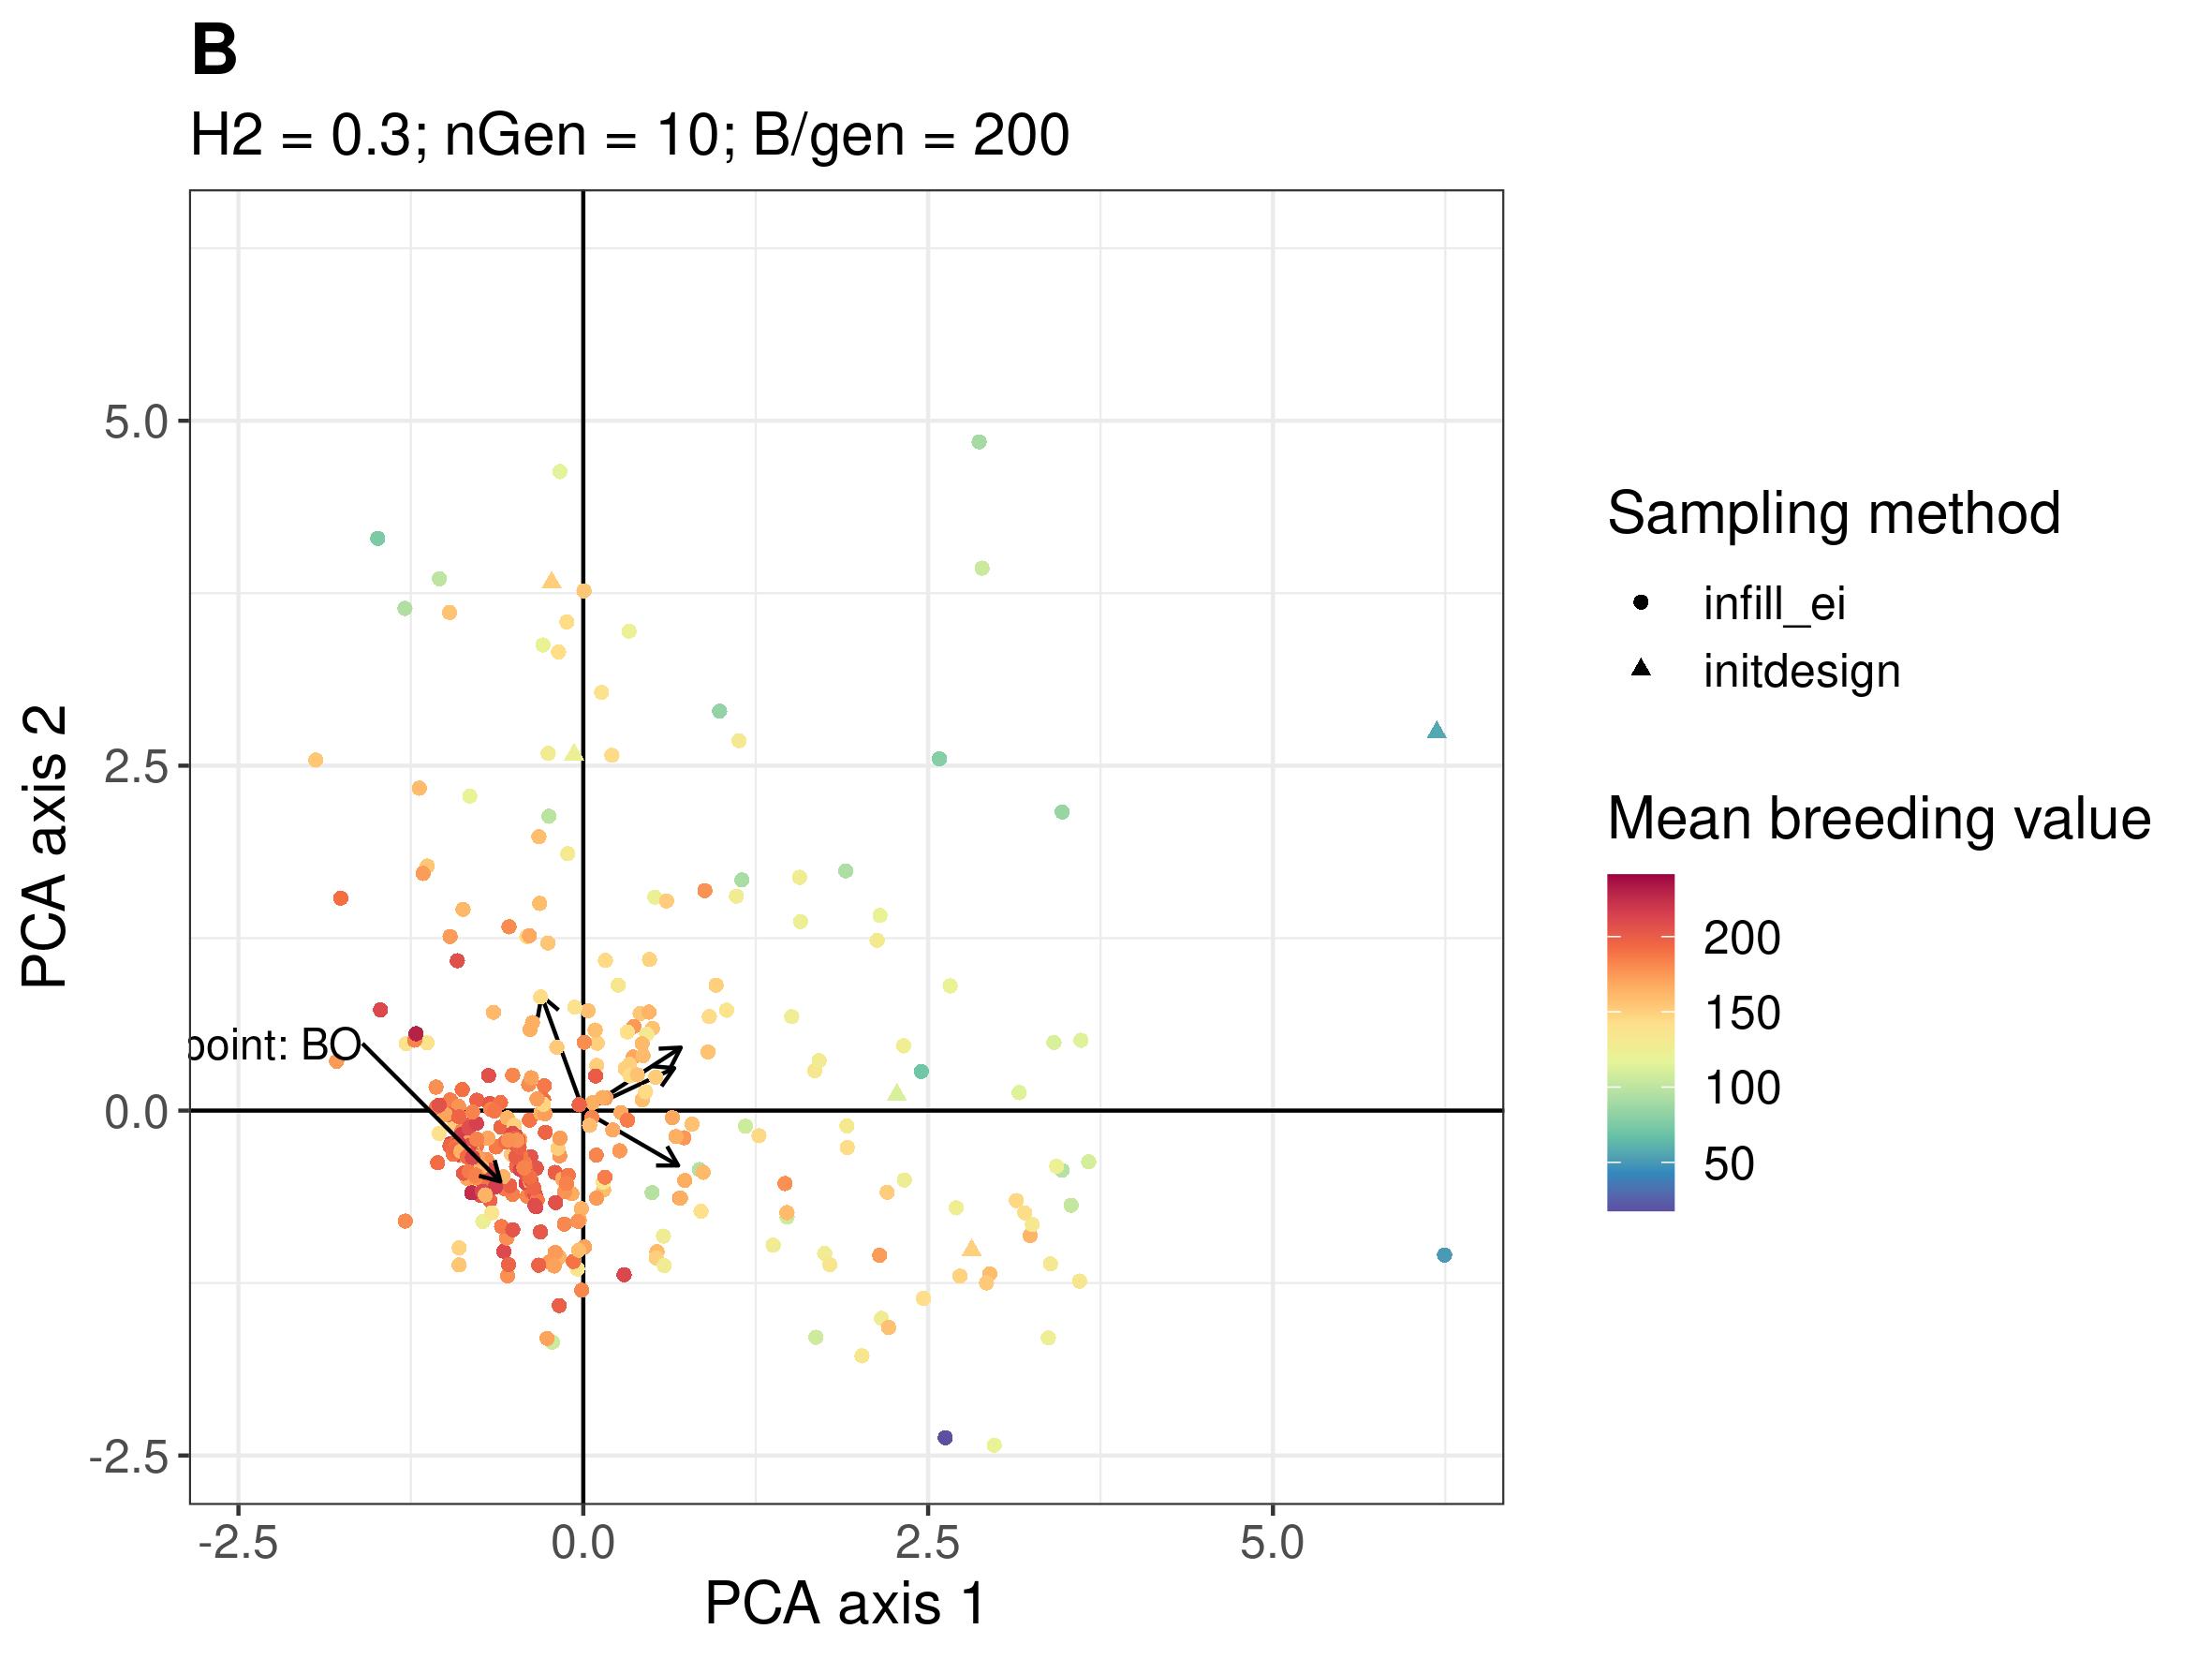 B
H2 = 0.3; nGen = 10; B/gen = 200
PCA axis 2
5.0
2.5
0.0
-2.5
point: BO
-2.5
0.0
2.5
5.0
PCA axis 1
Sampling method
infill_ei
initdesign
Mean breeding value
200
150
100
50